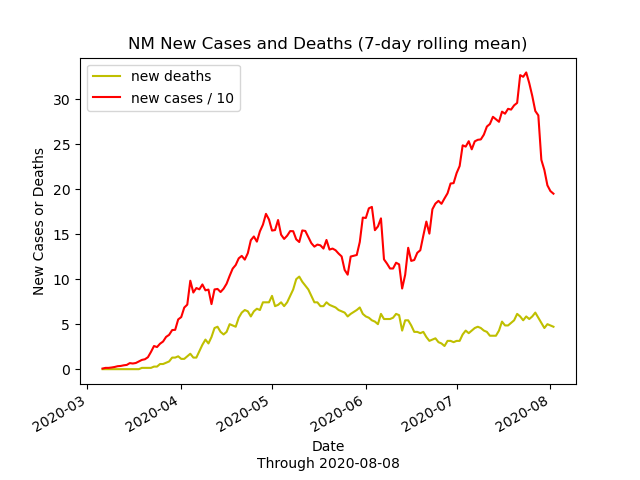 NM New Cases and Deaths (7-day rolling mean)
new deaths
new cases / 10
New Cases or Deaths
30
25
20
15
10
5
0
2020-03
2020-04
2020-05
2020-06
2020-07
2020-08
Date
Through 2020-08-08